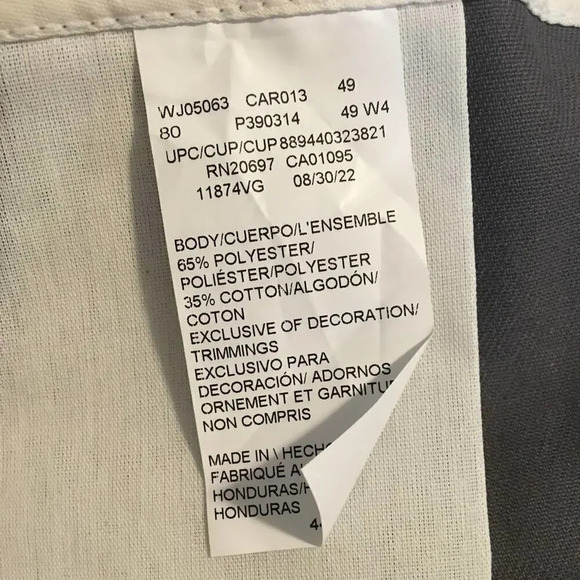 WJ05063 CAR013 49
80 P390314 49 W4
UPC/CUP/CUP 889440323821
RN20697 CA01095
11874VG 08/30/22
BODY/CUERPO/L'ENSEMBLE
65% POLYESTER/
POLIÉSTER/POLYESTER
35% COTTON/ALGODÓN/
COTON
EXCLUSIVE OF DECORATION/
TRIMMINGS
EXCLUSIVO PARA
DECORACIÓN/ ADORNOS
ORNEMENT ET
NON COMPRIS
MADE IN \
FABRIQUÉ
HONDURAS/
HONDURAS